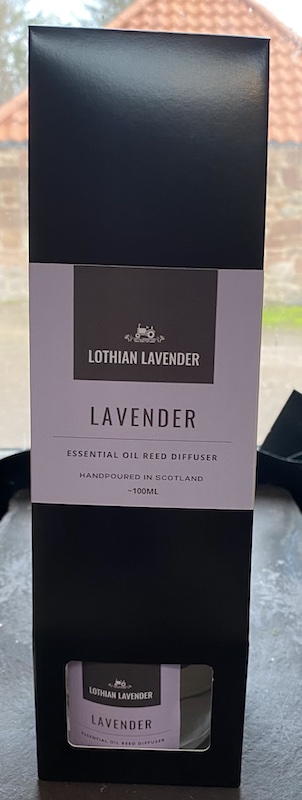 LOTHIAN LAVENDER
LAVENDER
ESSENTIAL OIL REED DIFFUSER
HANDPOURED IN SCOTLAND
~100ML
LOTHIAN LAVENDER
LAVENDER
ESSENTIAL OIL REED DIFFUSER